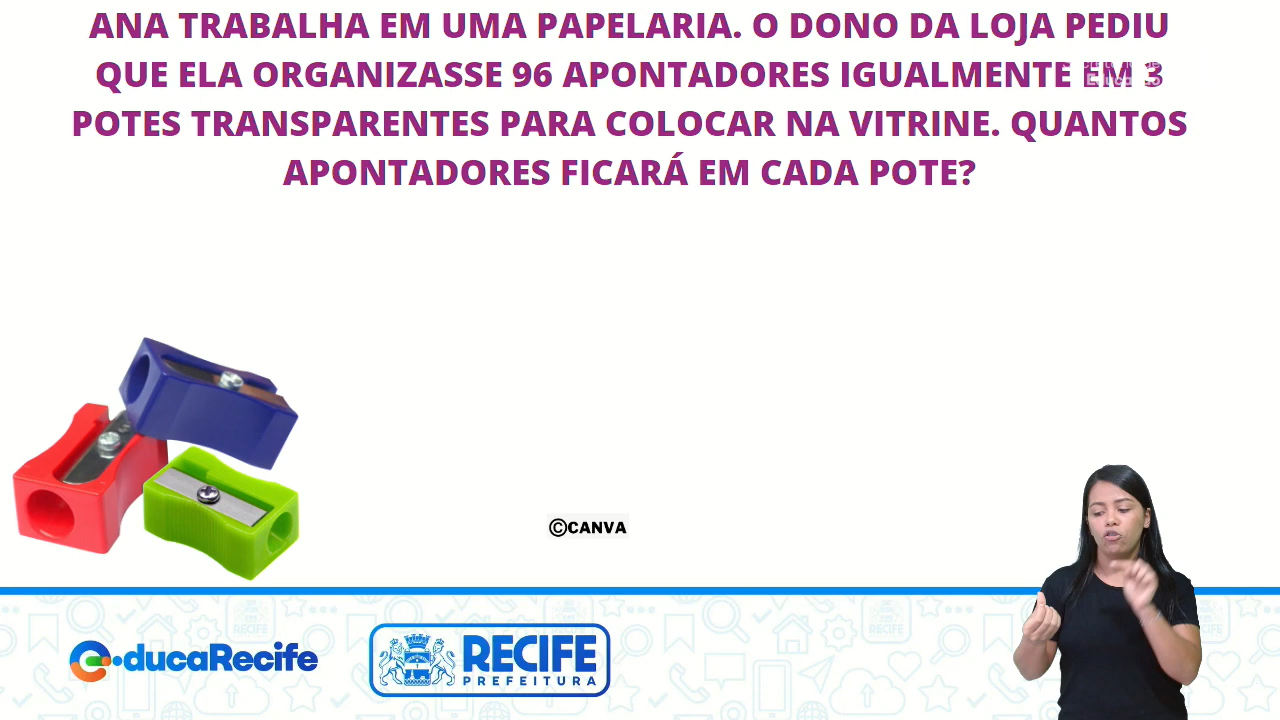 ANA TRABALHA EM UMA PAPELARIA. O DONO DA LOJA PEDIU
QUE ELA ORGANIZASSE 96 APONTADORES IGUALMENTE EM 3
POTES TRANSPARENTES PARA COLOCAR NA VITRINE. QUANTOS
APONTADORES FICARÁ EM CADA POTE?
©CANVA
ducaRecife
RECIFE
PREFEITURA